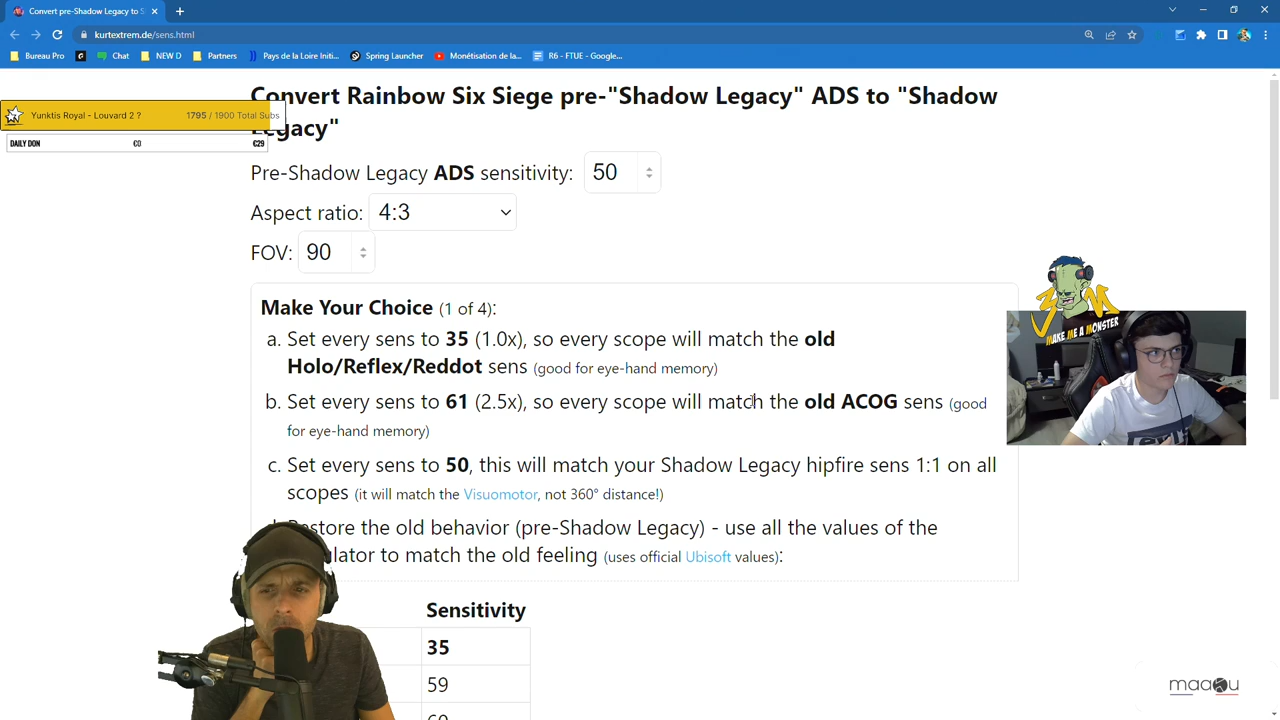 Convert pre-Shadow Legacy to S
kurtextrem.de/sens.html
Bureau Pro
Chat
NEW D
Partners
Pays de la Loire Initi...
Spring Launcher
Monétisation de la...
R6 - FTUE - Google...
Convert Rainbow Six Siege pre-"Shadow Legacy" ADS to "Shadow
Legacy"
Yunktis Royal - Louvard 2 ? 1795 / 1900 Total Subs
DAILY DON €0 €29
Pre-Shadow Legacy ADS sensitivity: 50
Aspect ratio: 4:3
FOV: 90
Make Your Choice (1 of 4):
a. Set every sens to 35 (1.0x), so every scope will match the old
Holo/Reflex/Reddot sens (good for eye-hand memory)
b. Set every sens to 61 (2.5x), so every scope will match the old ACOG sens (good
for eye-hand memory)
c. Set every sens to 50, this will match your Shadow Legacy hipfire sens 1:1 on all
scopes (it will match the Visuomotor, not 360° distance!)
Restore the old behavior (pre-Shadow Legacy) - use all the values of the
ulator to match the old feeling (uses official Ubisoft values):
Sensitivity
35
59
MAKE ME A MONSTER
maaku